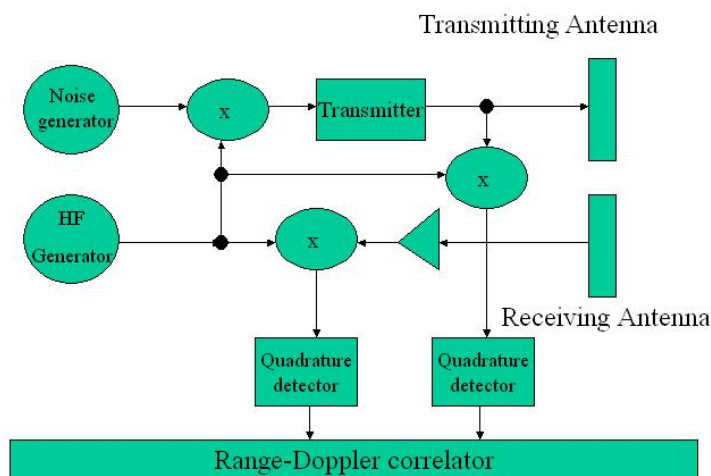 Transmitting Antenna
Noise
generator
x
Transmitter
x
HF
Generator
x
Receiving Antenna
Quadrature
detector
Quadrature
detector
Range-Doppler correlator